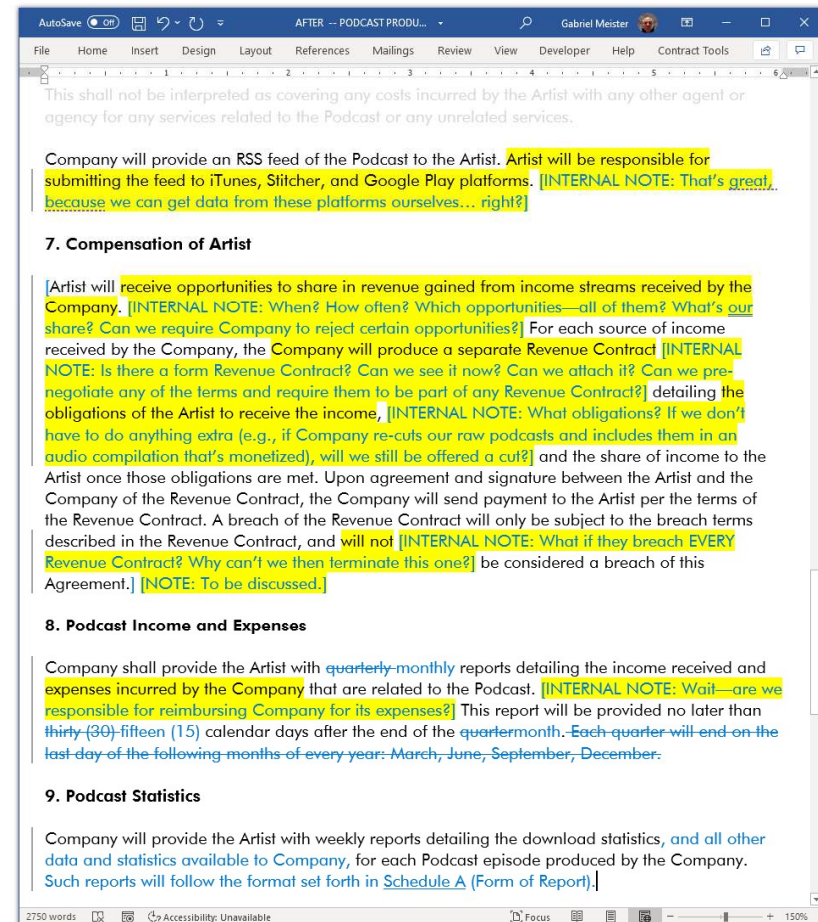 AutoSave Off AFTER -- PODCAST PRODU... Gabriel Meister
File Home Insert Design Layout References Mailings Review View Developer Help Contract Tools
1 2 3 4 5 6
This shall not be interpreted as covering any costs incurred by the Artist with any other agent or
agency for any services related to the Podcast or any unrelated services.
Company will provide an RSS feed of the Podcast to the Artist. Artist will be responsible for
submitting the feed to iTunes, Stitcher, and Google Play platforms. [INTERNAL NOTE: That's great,
because we can get data from these platforms ourselves... right?]
7. Compensation of Artist
[Artist will receive opportunities to share in revenue gained from income streams received by the
Company. [INTERNAL NOTE: When? How often? Which opportunities—all of them? What's our
share? Can we require Company to reject certain opportunities?] For each source of income
received by the Company, the Company will produce a separate Revenue Contract [INTERNAL
NOTE: Is there a form Revenue Contract? Can we see it now? Can we attach it? Can we pre-
negotiate any of the terms and require them to be part of any Revenue Contract?] detailing the
obligations of the Artist to receive the income, [INTERNAL NOTE: What obligations? If we don't
have to do anything extra (e.g., if Company re-cuts our raw podcasts and includes them in an
audio compilation that's monetized), will we still be offered a cut?] and the share of income to the
Artist once those obligations are met. Upon agreement and signature between the Artist and the
Company of the Revenue Contract, the Company will send payment to the Artist per the terms of
the Revenue Contract. A breach of the Revenue Contract will only be subject to the breach terms
described in the Revenue Contract, and will not [INTERNAL NOTE: What if they breach EVERY
Revenue Contract? Why can't we then terminate this one?] be considered a breach of this
Agreement.] [NOTE: To be discussed.]
8. Podcast Income and Expenses
Company shall provide the Artist with quarterly monthly reports detailing the income received and
expenses incurred by the Company that are related to the Podcast. [INTERNAL NOTE: Wait—are we
responsible for reimbursing Company for its expenses?] This report will be provided no later than
thirty (30) fifteen (15) calendar days after the end of the quartermonth. Each quarter will end on the
last day of the following months of every year: March, June, September, December.
9. Podcast Statistics
Company will provide the Artist with weekly reports detailing the download statistics, and all other
data and statistics available to Company, for each Podcast episode produced by the Company.
Such reports will follow the format set forth in Schedule A (Form of Report).
2750 words Accessibility: Unavailable Focus 150%